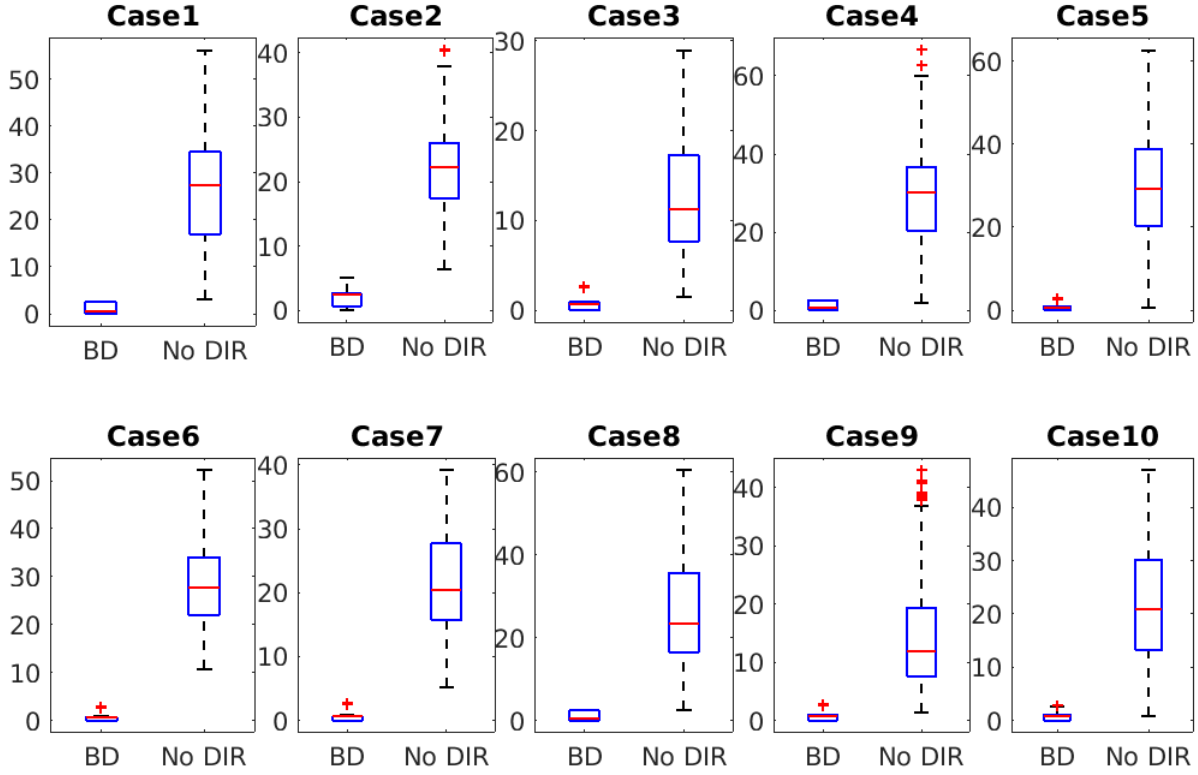 Case1 Case2 Case3 Case4 Case5
50 40 30 60 60
40 30 20 40 40
30 20 10 20 20
20 10 0 0 0
10 0
0
BD No DIR BD No DIR BD No DIR BD No DIR BD No DIR
Case6 Case7 Case8 Case9 Case10
50 40 60 40 40
40 30 40 30 30
30 20 20 20 20
20 10 0 10 10
10 0 0 0
0
BD No DIR BD No DIR BD No DIR BD No DIR BD No DIR